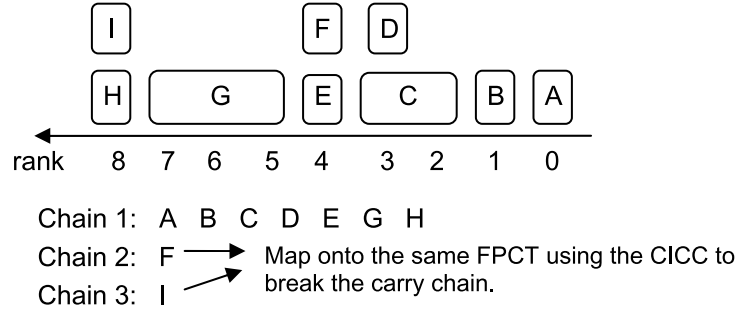 I F D
H G E C B A
rank 8 7 6 5 4 3 2 1 0
Chain 1: A B C D E G H
Chain 2: F Map onto the same FPCT using the CICC to
Chain 3: I break the carry chain.